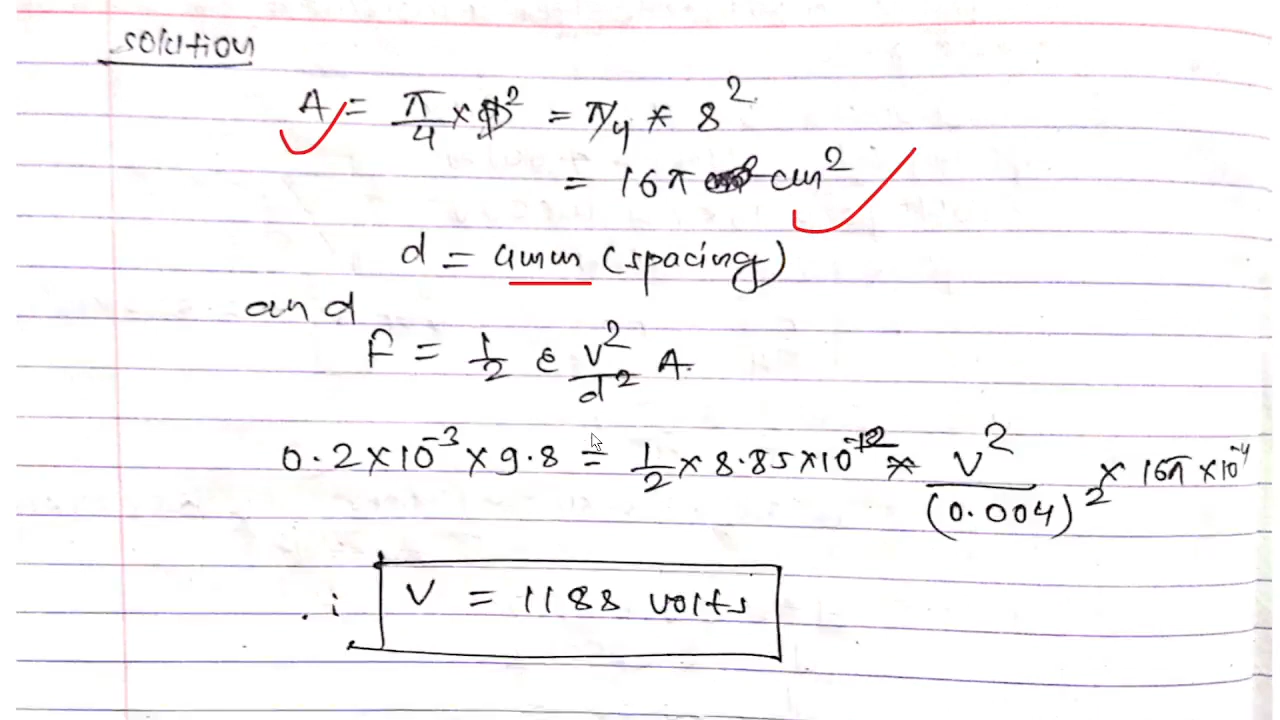 solution
A = π/4 × D² = π/4 * 8²
= 16π cm²
d = 4mm (spacing)
and
F = 1/2 ε V²/d² A.
0.2×10⁻³ × 9.8 = 1/2 × 8.85×10⁻¹² * V²/(0.004)² × 16π ×10⁻⁴
∴ V = 1188 volts